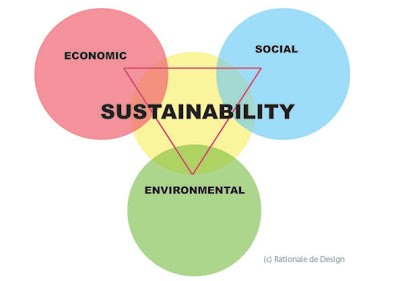 ECONOMIC
SOCIAL
SUSTAINABILITY
ENVIRONMENTAL
(c) Rationale de Design